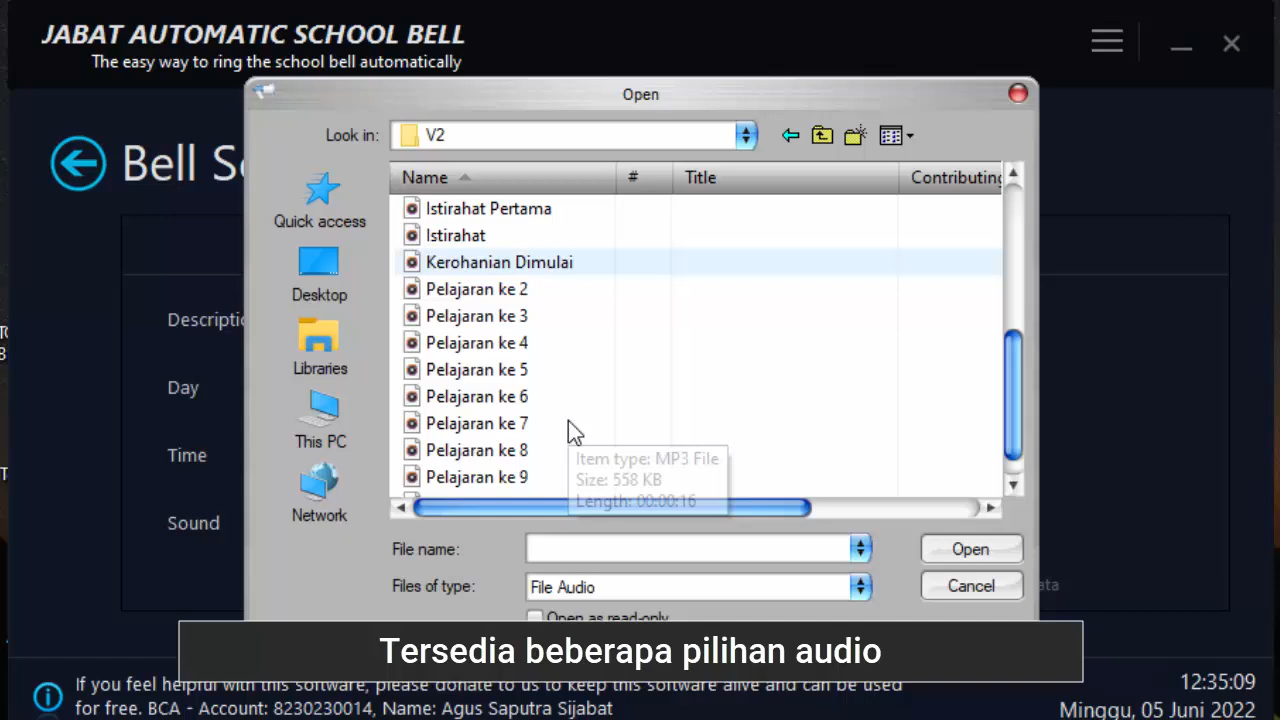 JABAT AUTOMATIC SCHOOL BELL
The easy way to ring the school bell automatically
Open
Look in: V2
Bell S
Name # Title Contributing
Quick access
Desktop
Libraries
This PC
Network
Istirahat Pertama
Istirahat
Kerohanian Dimulai
Pelajaran ke 2
Pelajaran ke 3
Pelajaran ke 4
Pelajaran ke 5
Pelajaran ke 6
Pelajaran ke 7
Pelajaran ke 8
Pelajaran ke 9
Item type: MP3 File
Size: 558 KB
Length: 00:00:16
Descriptio
Day
Time
Sound
File name: Open
Files of type: File Audio Cancel
ata
Open as read-only
Tersedia beberapa pilihan audio
If you feel helpful with this software, please donate to us to keep this software alive and can be used
for free. BCA - Account: 8230230014, Name: Agus Saputra Sijabat
12:35:09
Minggu, 05 Juni 2022